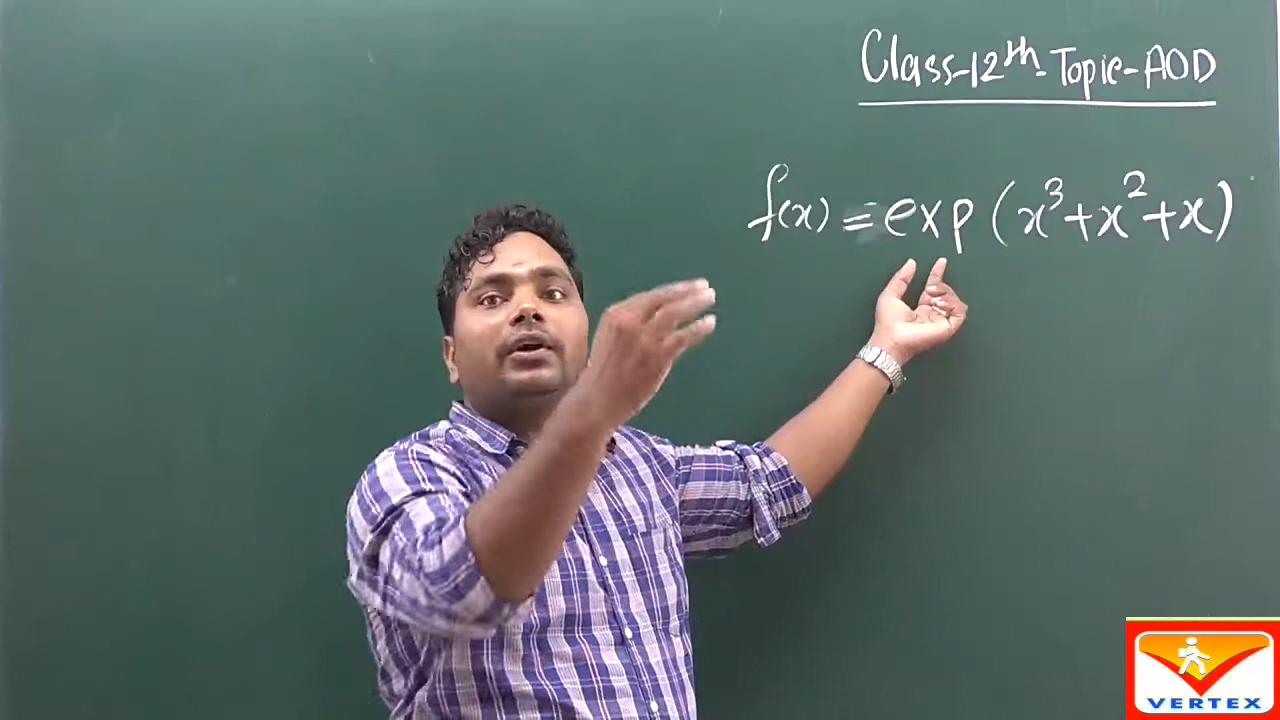 Class-12th-Topic-AOD
f(x) = exp (x³+x²+x)
VERTEX